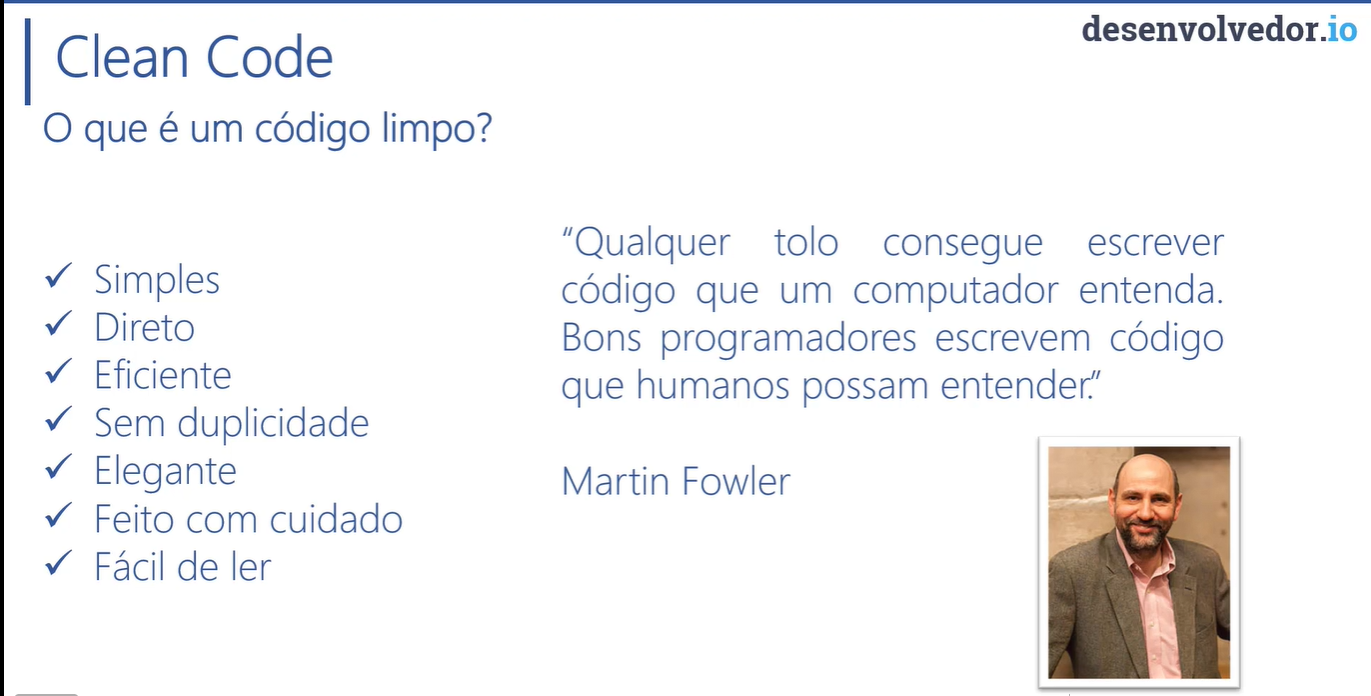 Clean Code
desenvolvedor.io
O que é um código limpo?
✓ Simples
✓ Direto
✓ Eficiente
✓ Sem duplicidade
✓ Elegante
✓ Feito com cuidado
✓ Fácil de ler
“Qualquer tolo consegue escrever
código que um computador entenda.
Bons programadores escrevem código
que humanos possam entender.”
Martin Fowler